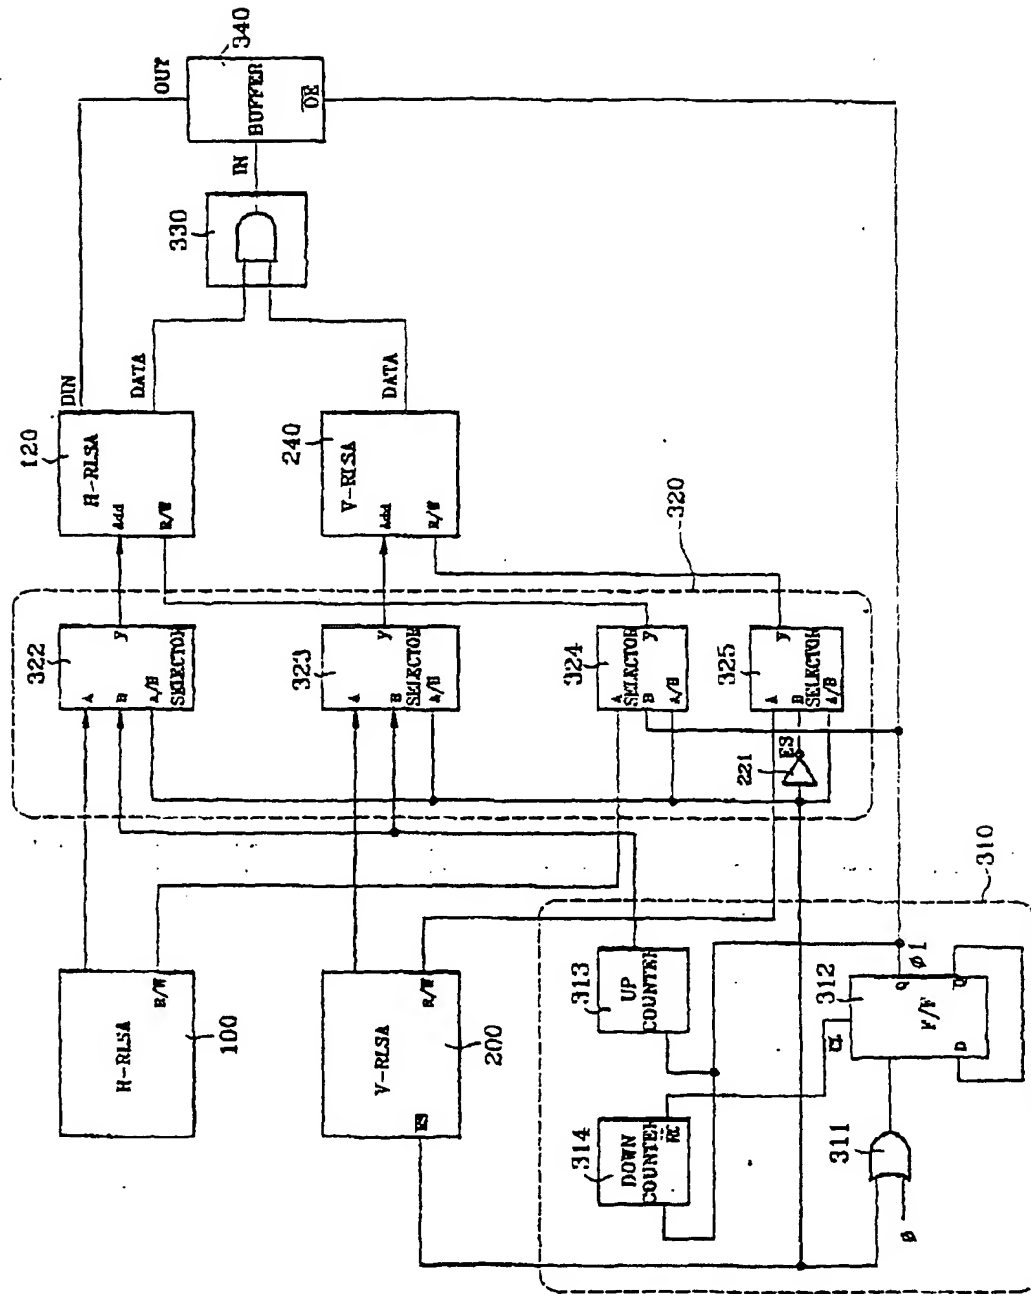 H-RLSA
R/W
100
V-RLSA
R/W
ES
200
322
A
B
A/B
y
SELECTOR
323
A
B
A/B
y
SELECTOR
324
A
B
A/B
y
SELECTOR
325
A
B
A/B
y
SELECTOR
ES
221
320
120
H-RLSA
Add
R/W
DIN
DATA
240
V-RLSA
Add
R/W
DATA
330
IN
BUFFER
OUT
OE
340
310
313
UP
COUNTER
314
DOWN
COUNTER
RC
312
F/F
CL
Q
Q
D
ø1
311
ø